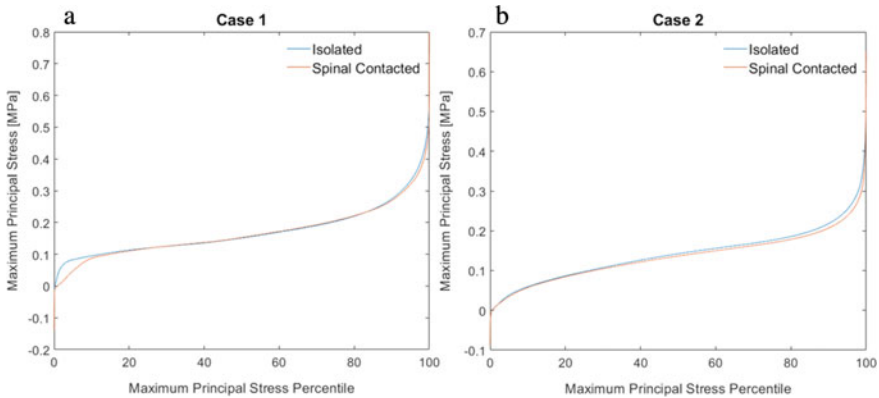 a
Case 1
Isolated
Spinal Contacted
Maximum Principal Stress [MPa]
0.8
0.7
0.6
0.5
0.4
0.3
0.2
0.1
0
-0.1
-0.2
0
20
40
60
80
100
Maximum Principal Stress Percentile
b
Case 2
Isolated
Spinal Contacted
Maximum Principal Stress [MPa]
0.7
0.6
0.5
0.4
0.3
0.2
0.1
0
-0.1
0
20
40
60
80
100
Maximum Principal Stress Percentile